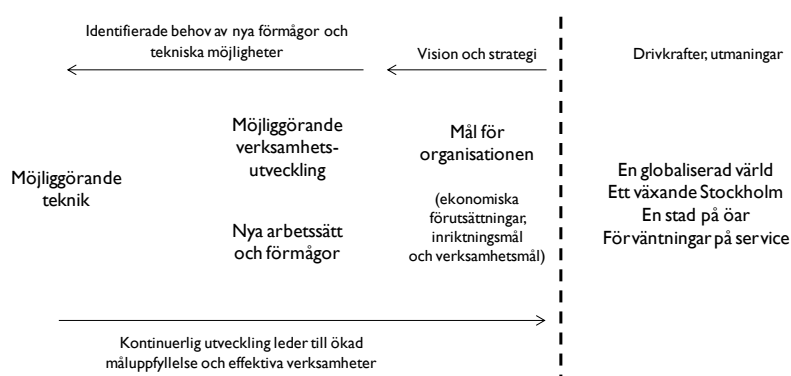 Identifierade behov av nya förmågor och
tekniska möjligheter
Vision och strategi
Drivkrafter, utmaningar
Möjliggörande
teknik
Möjliggörande
verksamhets-
utveckling
Nya arbetssätt
och förmågor
Mål för
organisationen
(ekonomiska
förutsättningar,
inriktningsmål
och verksamhetsmål)
En globaliserad värld
Ett växande Stockholm
En stad på öar
Förväntningar på service
Kontinuerlig utveckling leder till ökad
måluppfyllelse och effektiva verksamheter